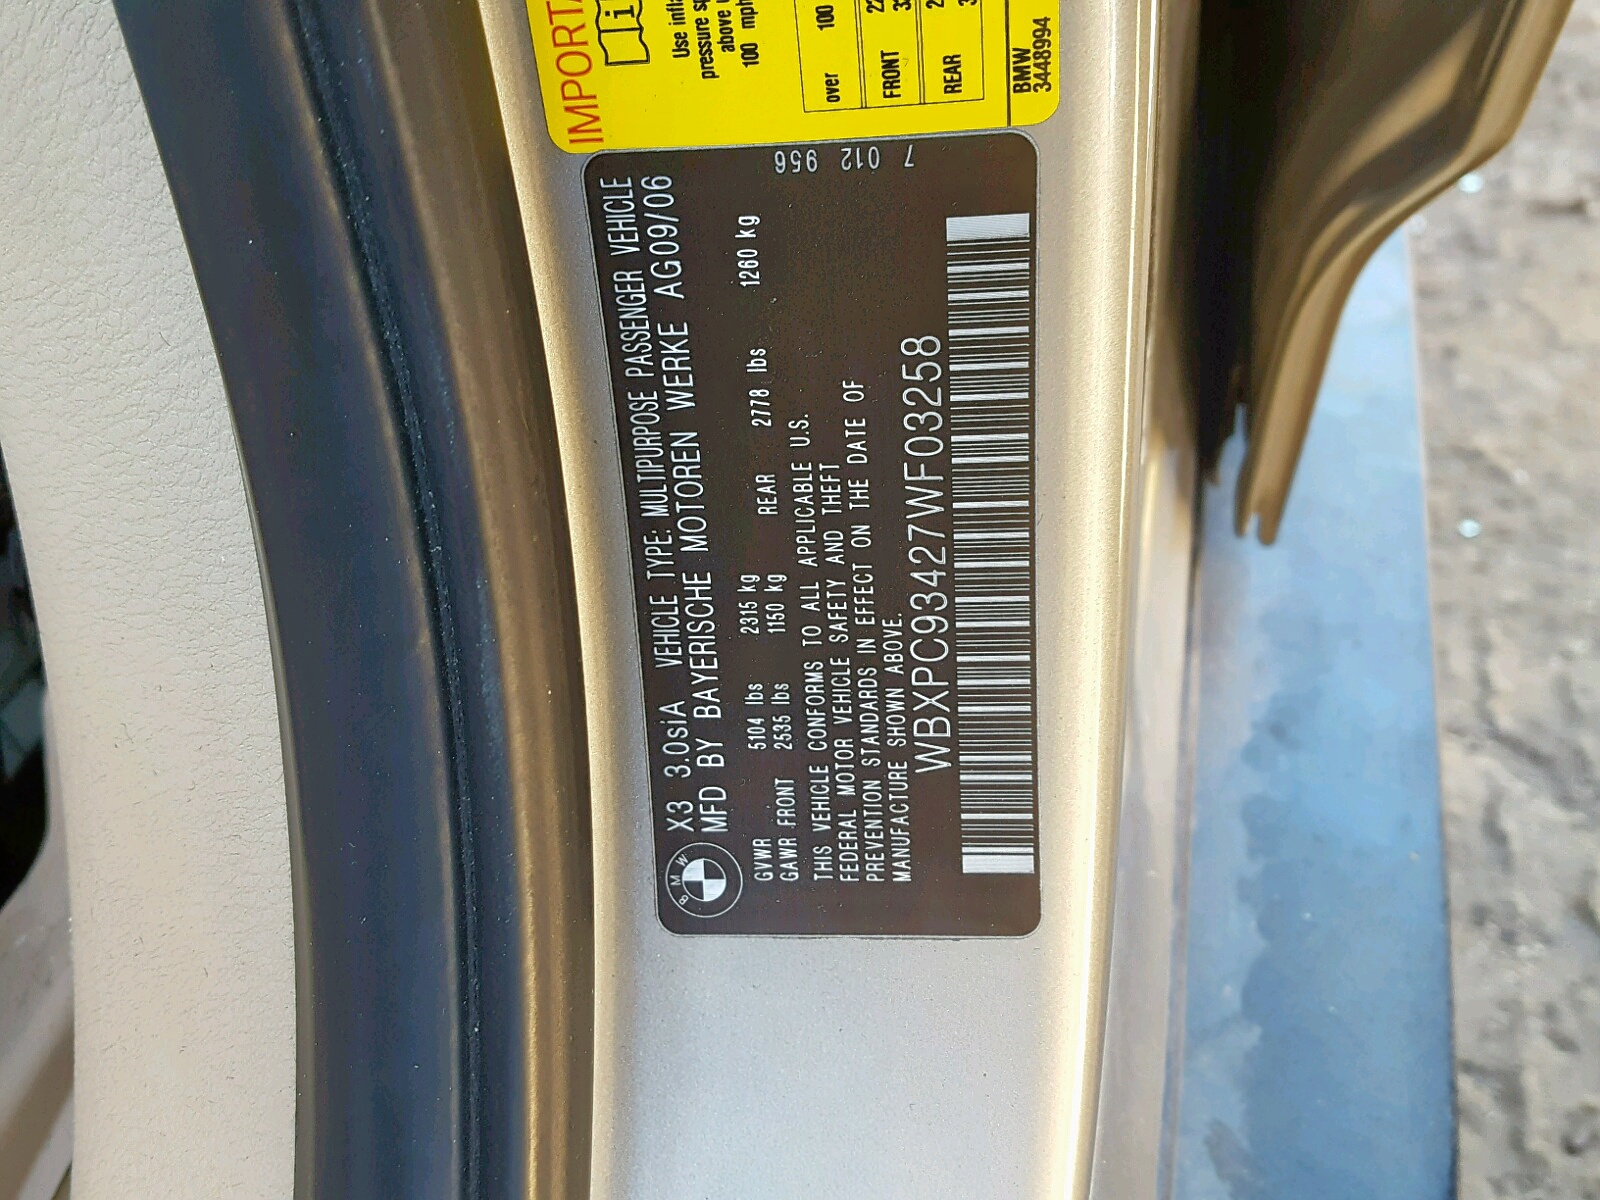 IMPORTA
Use infla
pressure sp
above
100 mph
over 100
FRONT
REAR
BMW
3448994
7 012 956
BMW
X3 3.0siA VEHICLE TYPE: MULTIPURPOSE PASSENGER VEHICLE
MFD BY BAYERISCHE MOTOREN WERKE AG09/06
GVWR 5104 lbs 2315 kg
GAWR FRONT 2535 lbs 1150 kg REAR 2778 lbs 1260 kg
THIS VEHICLE CONFORMS TO ALL APPLICABLE U.S.
FEDERAL MOTOR VEHICLE SAFETY AND THEFT
PREVENTION STANDARDS IN EFFECT ON THE DATE OF
MANUFACTURE SHOWN ABOVE.
WBXPC93427WF03258